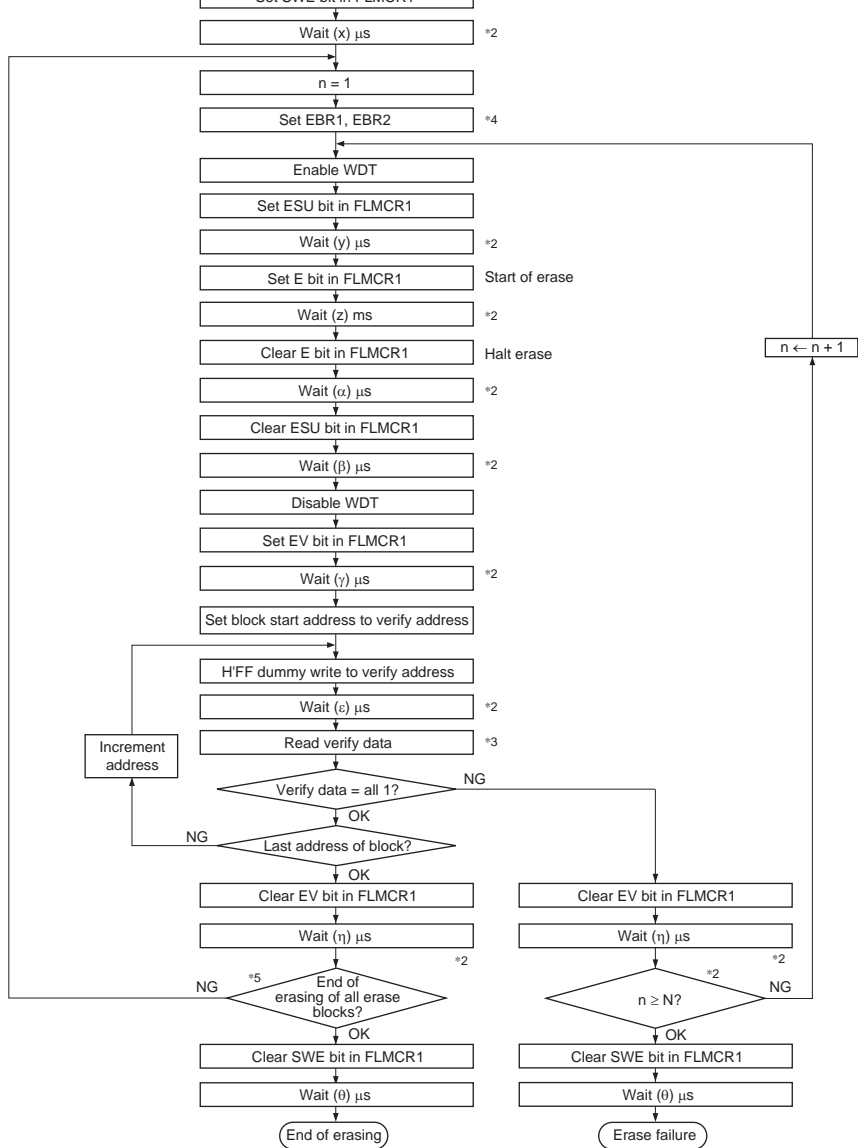 Wait (x) μs
*2
n = 1
Set EBR1, EBR2
*4
Enable WDT
Set ESU bit in FLMCR1
Wait (y) μs
*2
Set E bit in FLMCR1
Start of erase
Wait (z) ms
*2
n ← n + 1
Clear E bit in FLMCR1
Halt erase
Wait (α) μs
*2
Clear ESU bit in FLMCR1
Wait (β) μs
*2
Disable WDT
Set EV bit in FLMCR1
Wait (γ) μs
*2
Set block start address to verify address
H'FF dummy write to verify address
Wait (ε) μs
*2
Increment
address
Read verify data
*3
Verify data = all 1?
NG
OK
Last address of block?
NG
OK
Clear EV bit in FLMCR1
Wait (η) μs
*2
End of
erasing of all erase
blocks?
*5
NG
OK
Clear SWE bit in FLMCR1
Wait (θ) μs
End of erasing
Clear EV bit in FLMCR1
Wait (η) μs
*2
n ≥ N?
*2
NG
OK
Clear SWE bit in FLMCR1
Wait (θ) μs
Erase failure